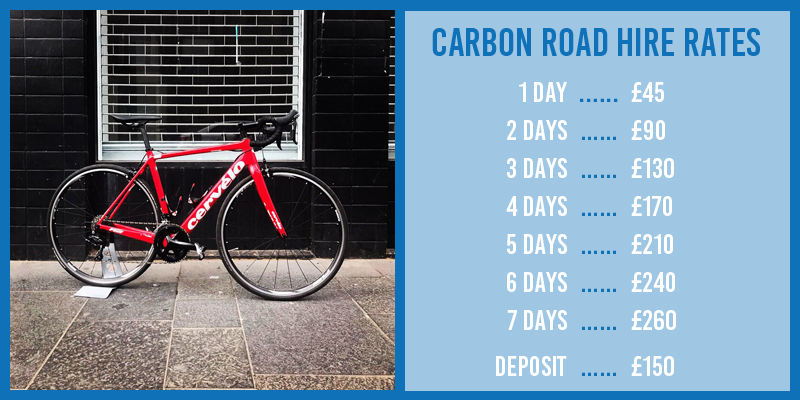 cervélo
CARBON ROAD HIRE RATES
1 DAY ...... £45
2 DAYS ...... £90
3 DAYS ...... £130
4 DAYS ...... £170
5 DAYS ...... £210
6 DAYS ...... £240
7 DAYS ...... £260
DEPOSIT ...... £150